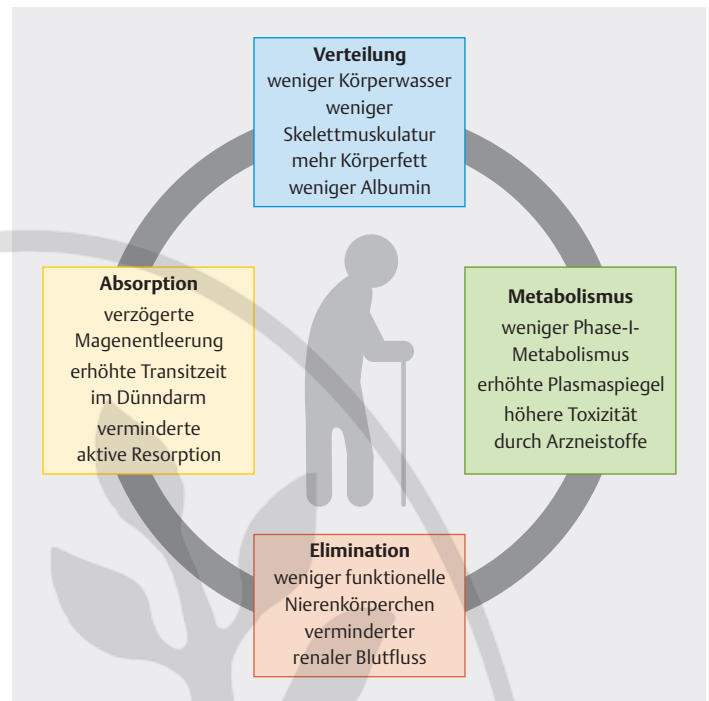 Verteilung
weniger Körperwasser
weniger
Skelettmuskulatur
mehr Körperfett
weniger Albumin
Absorption
verzögerte
Magenentleerung
erhöhte Transitzeit
im Dünndarm
verminderte
aktive Resorption
Metabolismus
weniger Phase-I-
Metabolismus
erhöhte Plasmaspiegel
höhere Toxizität
durch Arzneistoffe
Elimination
weniger funktionelle
Nierenkörperchen
verminderter
renaler Blutfluss